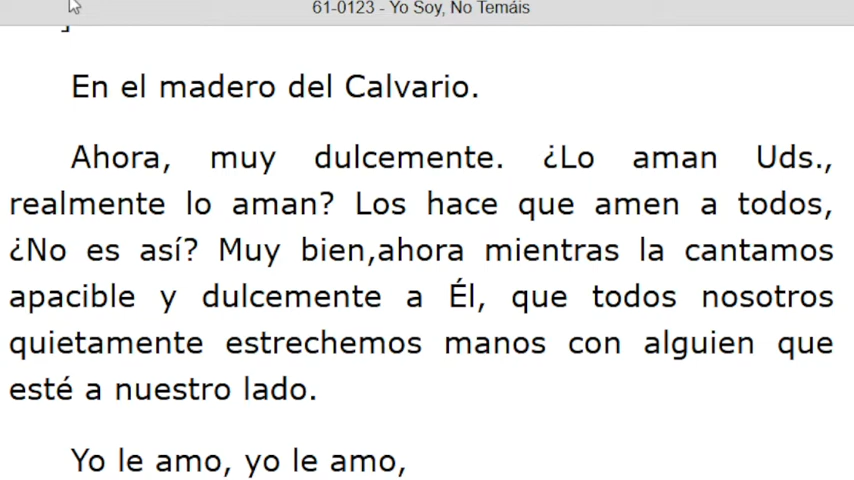 61-0123 - Yo Soy, No Temáis
]
En el madero del Calvario.
Ahora, muy dulcemente. ¿Lo aman Uds.,
realmente lo aman? Los hace que amen a todos,
¿No es así? Muy bien,ahora mientras la cantamos
apacible y dulcemente a Él, que todos nosotros
quietamente estrechemos manos con alguien que
esté a nuestro lado.
Yo le amo, yo le amo,